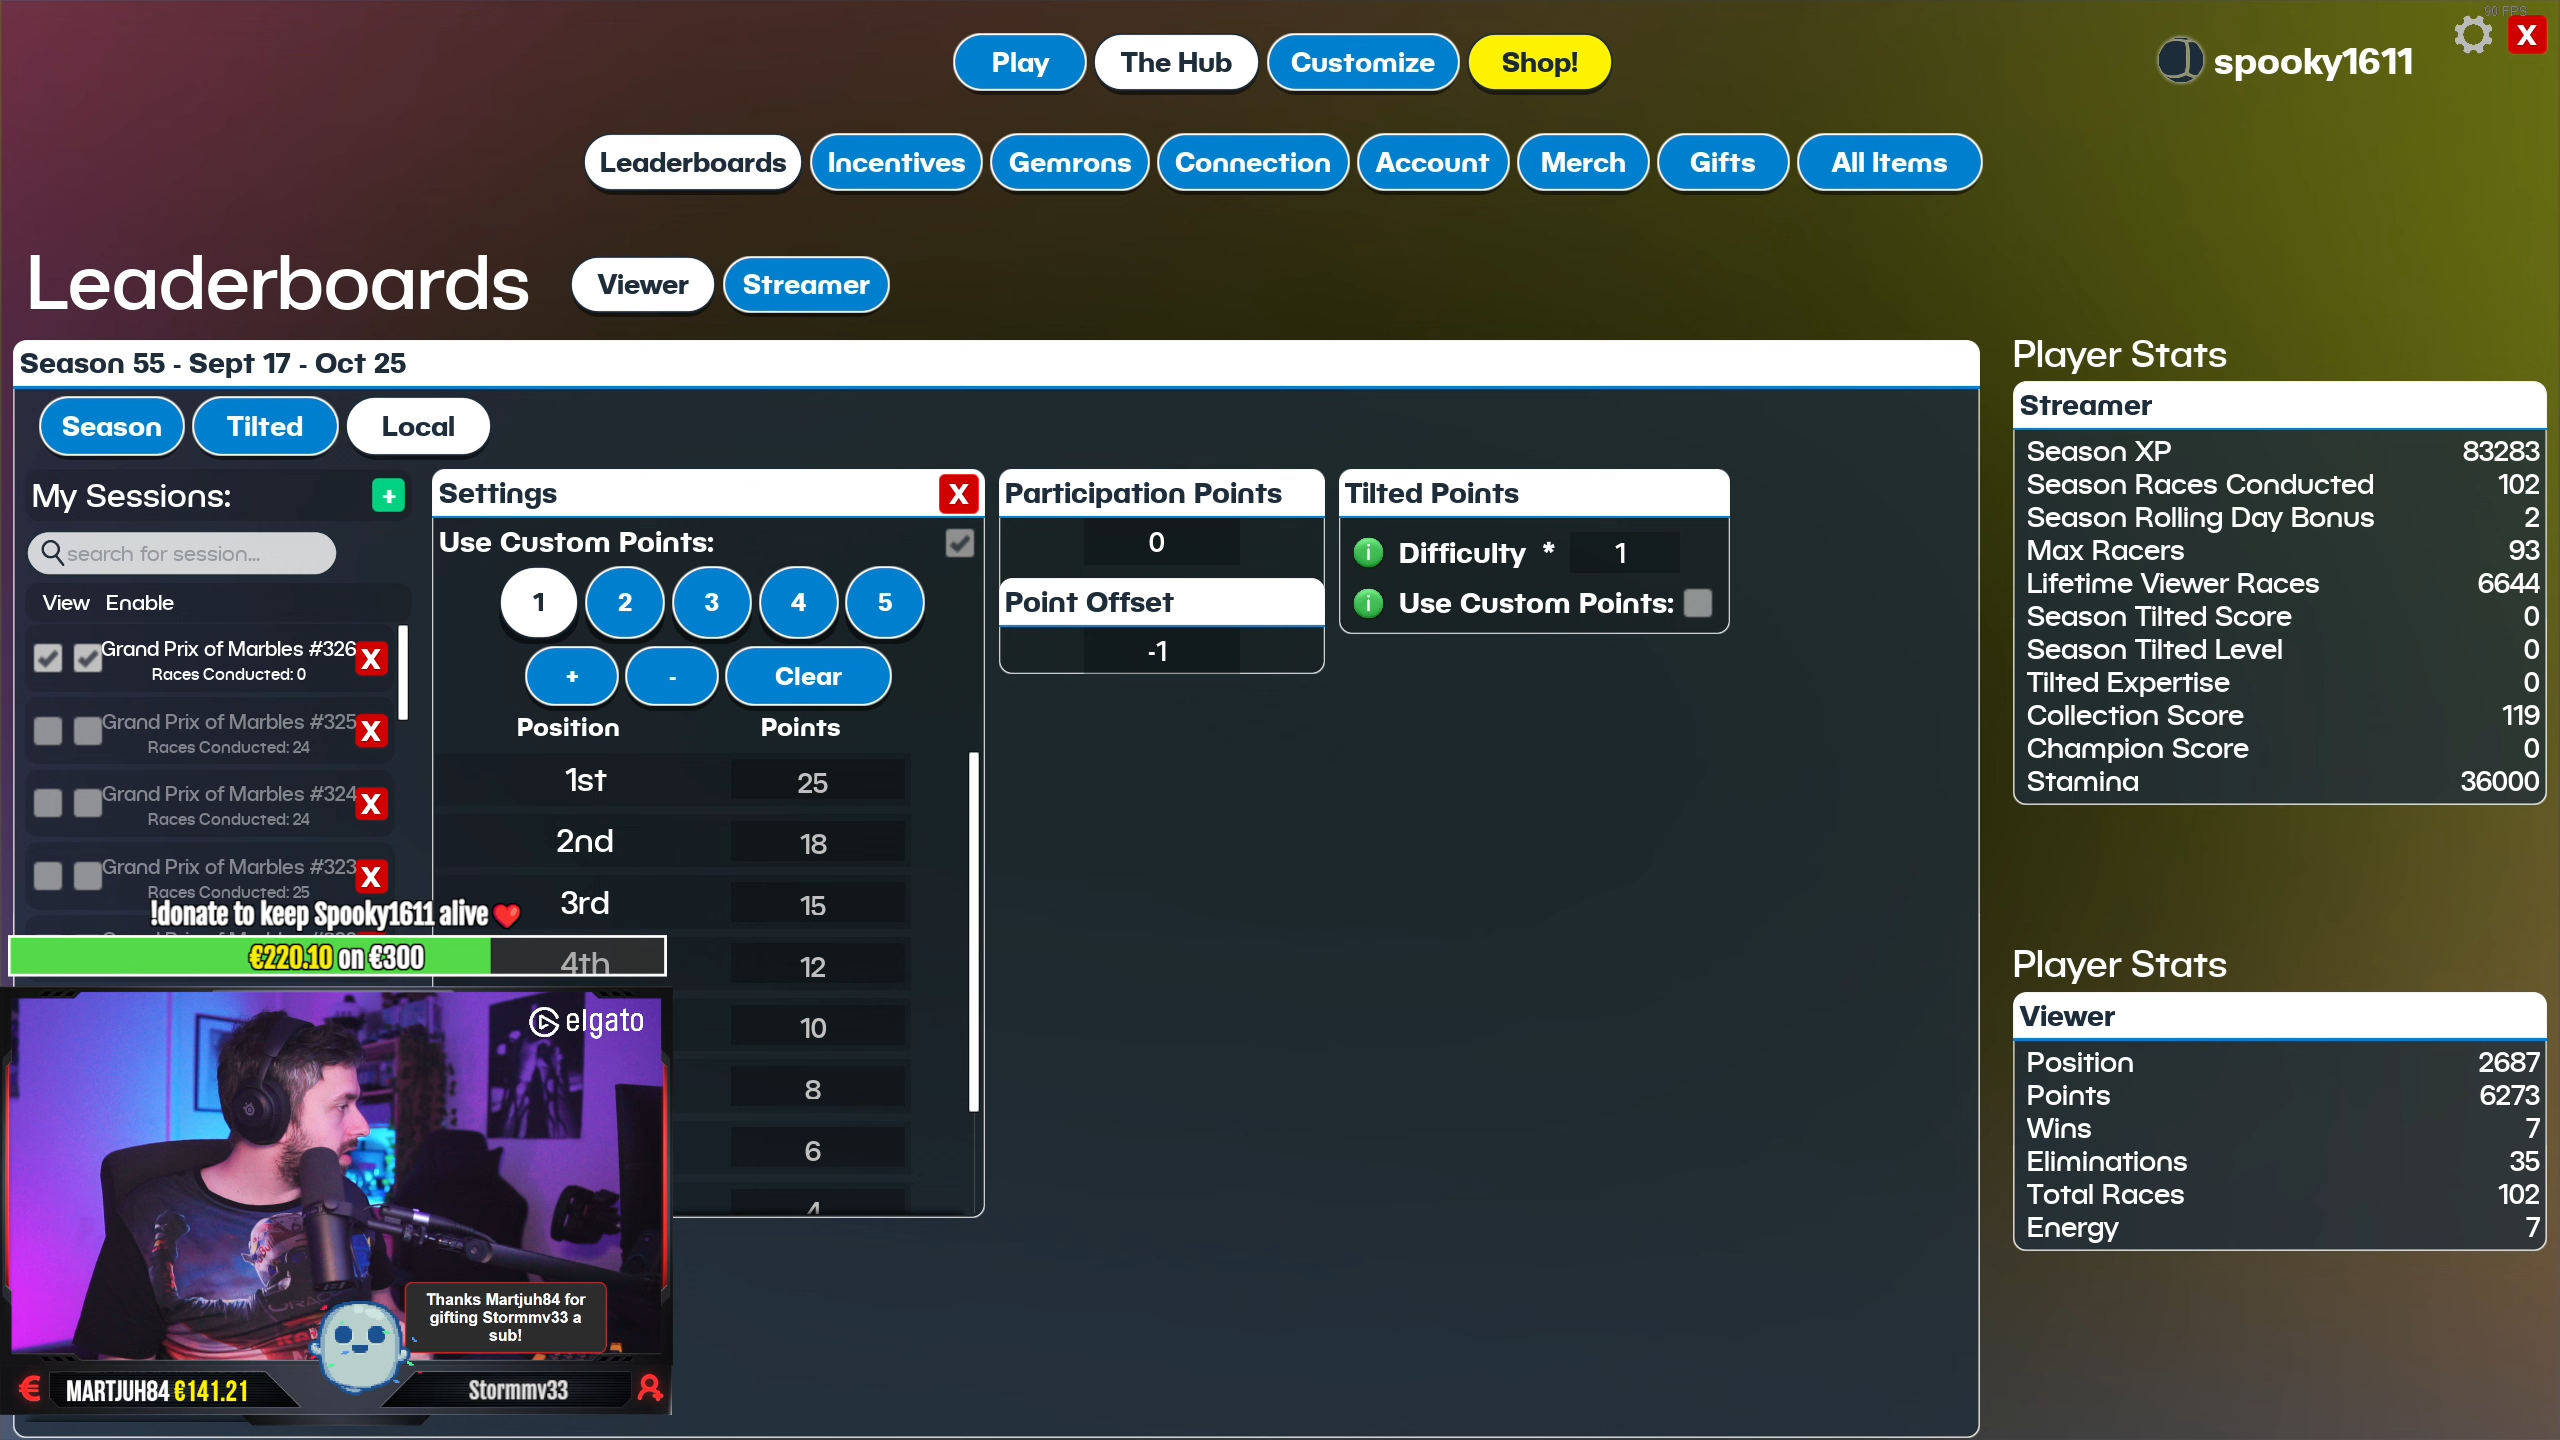 90 FPS
Play
The Hub
Customize
Shop!
spooky1611
X
Leaderboards
Incentives
Gemrons
Connection
Account
Merch
Gifts
All Items
Leaderboards
Viewer
Streamer
Season 55 - Sept 17 - Oct 25
Season
Tilted
Local
My Sessions:
+
search for session...
View Enable
Grand Prix of Marbles #326
Races Conducted: 0
X
Grand Prix of Marbles #325
Races Conducted: 24
X
Grand Prix of Marbles #324
Races Conducted: 24
X
Grand Prix of Marbles #323
Races Conducted: 25
X
Settings
X
Use Custom Points:
1
2
3
4
5
+
-
Clear
Position Points
1st 25
2nd 18
3rd 15
4th 12
10
8
6
4
Participation Points
0
Point Offset
-1
Tilted Points
i Difficulty * 1
i Use Custom Points:
Player Stats
Streamer
Season XP 83283
Season Races Conducted 102
Season Rolling Day Bonus 2
Max Racers 93
Lifetime Viewer Races 6644
Season Tilted Score 0
Season Tilted Level 0
Tilted Expertise 0
Collection Score 119
Champion Score 0
Stamina 36000
Player Stats
Viewer
Position 2687
Points 6273
Wins 7
Eliminations 35
Total Races 102
Energy 7
!donate to keep Spooky1611 alive
€220.10 on €300
elgato
Thanks Martjuh84 for
gifting Stormmv33 a
sub!
€ MARTJUH84 €141.21
Stormmv33